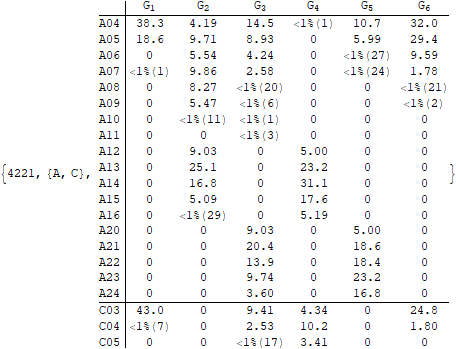 G1 G2 G3 G4 G5 G6
A04 38.3 4.19 14.5 <1%(1) 10.7 32.0
A05 18.6 9.71 8.93 0 5.99 29.4
A06 0 5.54 4.24 0 <1%(27) 9.59
A07 <1%(1) 9.86 2.58 0 <1%(24) 1.78
A08 0 8.27 <1%(20) 0 0 <1%(21)
A09 0 5.47 <1%(6) 0 0 <1%(2)
A10 0 <1%(11) <1%(1) 0 0 0
A11 0 0 <1%(3) 0 0 0
A12 0 9.03 0 5.00 0 0
{4221, {A, C}, A13 0 25.1 0 23.2 0 0 }
A14 0 16.8 0 31.1 0 0
A15 0 5.09 0 17.6 0 0
A16 0 <1%(29) 0 5.19 0 0
A20 0 0 9.03 0 5.00 0
A21 0 0 20.4 0 18.6 0
A22 0 0 13.9 0 18.4 0
A23 0 0 9.74 0 23.2 0
A24 0 0 3.60 0 16.8 0
C03 43.0 0 9.41 4.34 0 24.8
C04 <1%(7) 0 2.53 10.2 0 1.80
C05 0 0 <1%(17) 3.41 0 0